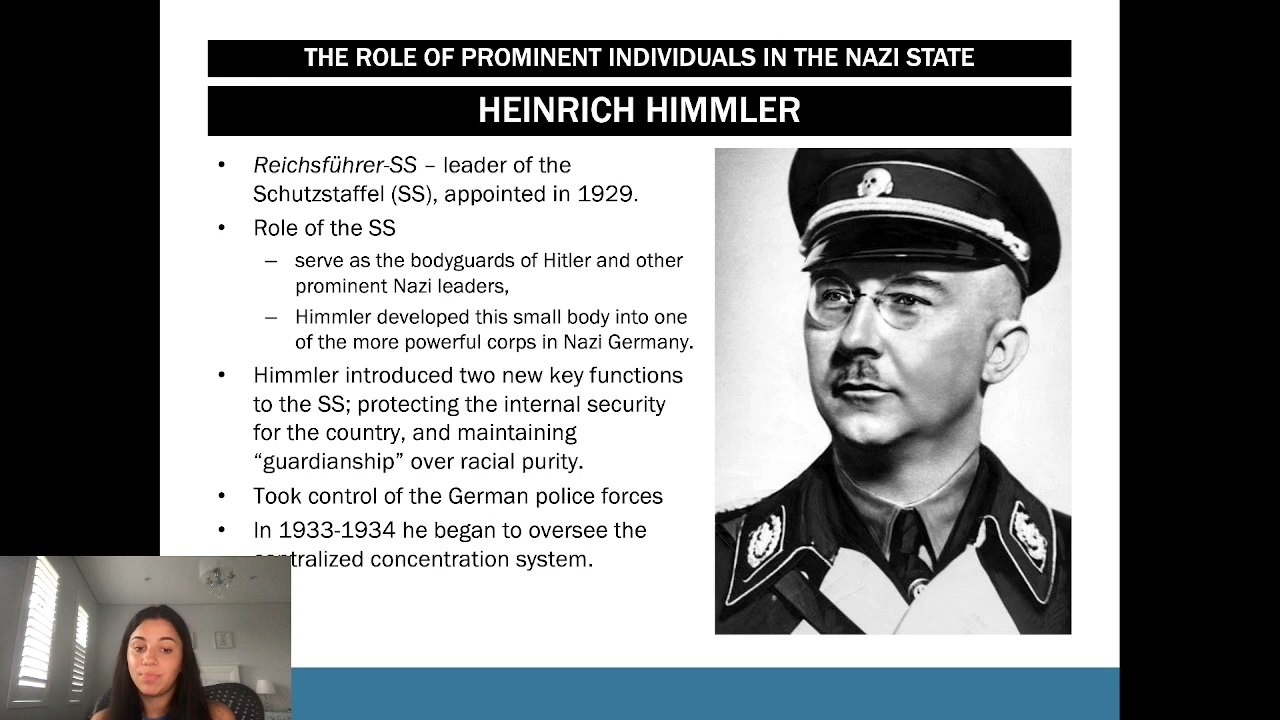 THE ROLE OF PROMINENT INDIVIDUALS IN THE NAZI STATE
HEINRICH HIMMLER
• Reichsführer-SS – leader of the
Schutzstaffel (SS), appointed in 1929.
• Role of the SS
– serve as the bodyguards of Hitler and other
prominent Nazi leaders,
– Himmler developed this small body into one
of the more powerful corps in Nazi Germany.
• Himmler introduced two new key functions
to the SS; protecting the internal security
for the country, and maintaining
“guardianship” over racial purity.
• Took control of the German police forces
• In 1933-1934 he began to oversee the
centralized concentration system.